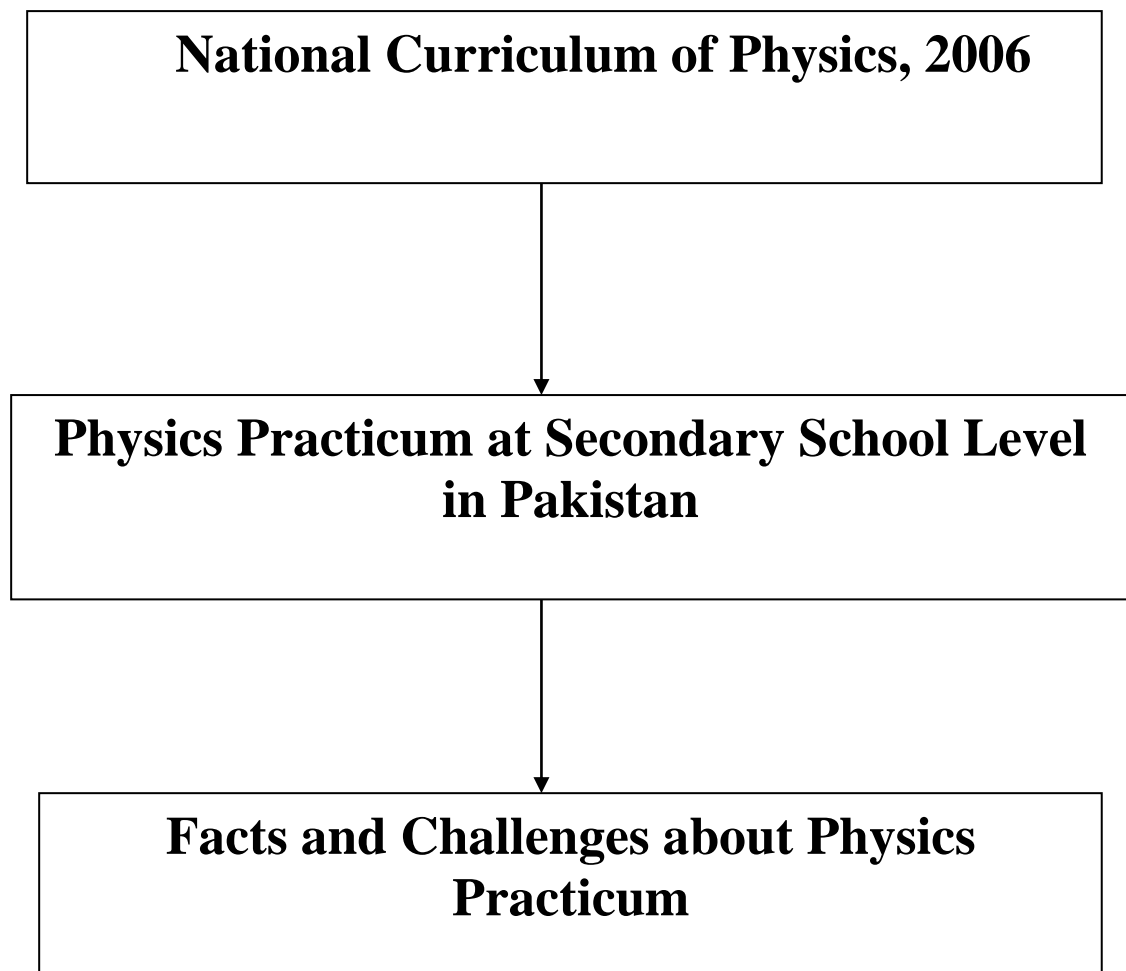 National Curriculum of Physics, 2006
Physics Practicum at Secondary School Level
in Pakistan
Facts and Challenges about Physics
Practicum